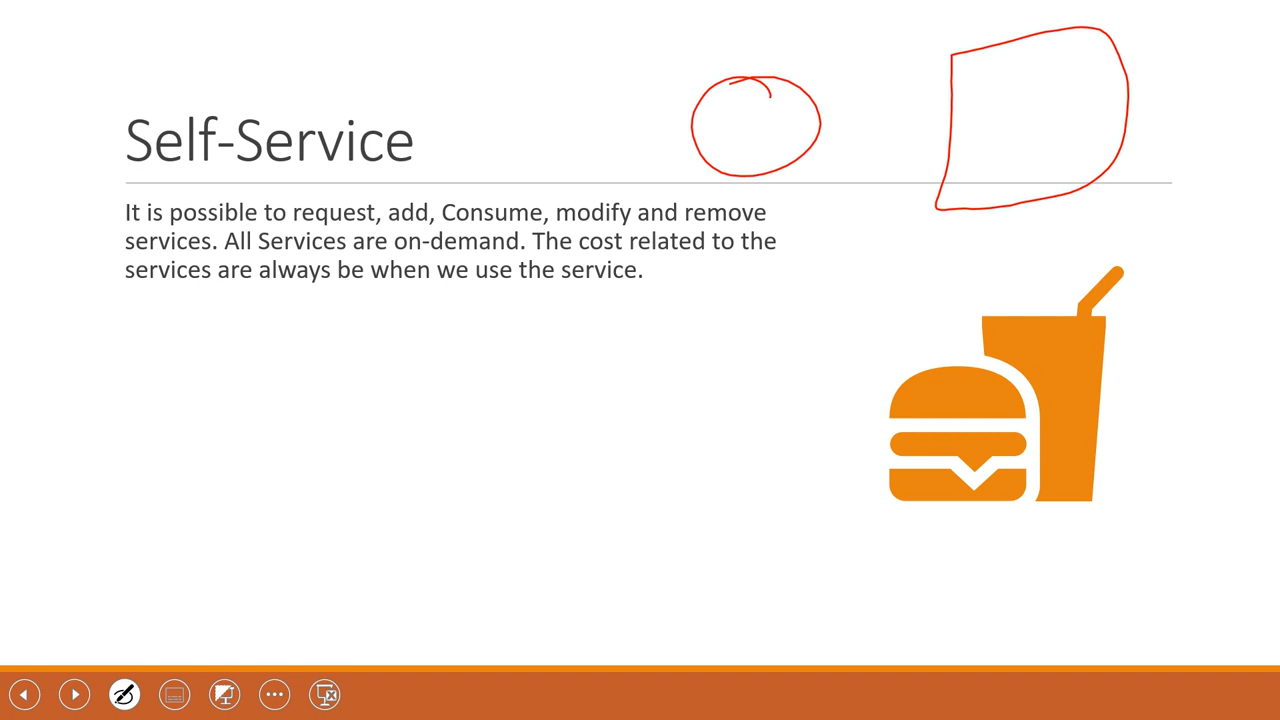 Self-Service
It is possible to request, add, Consume, modify and remove
services. All Services are on-demand. The cost related to the
services are always be when we use the service.